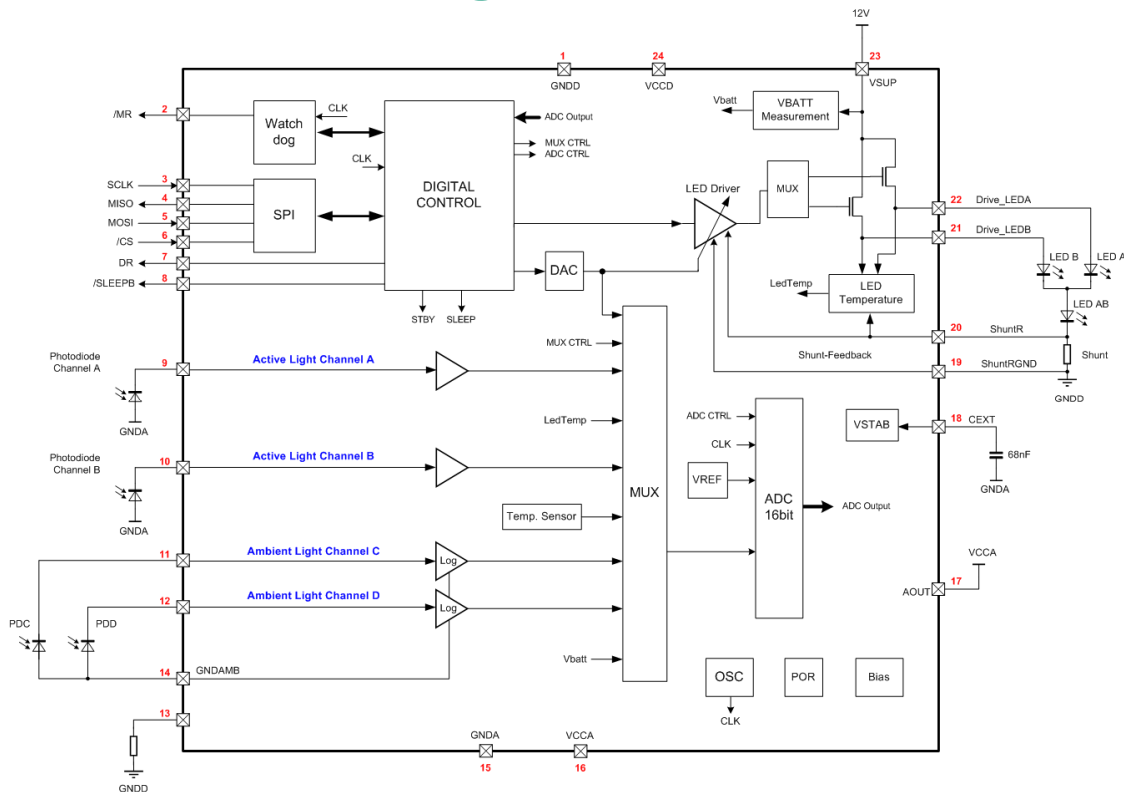 12V
1
GNDD
24
VCCD
23
VSUP
/MR
2
Watch
dog
CLK
CLK
DIGITAL
CONTROL
ADC Output
MUX CTRL
ADC CTRL
Vbatt
VBATT
Measurement
SCLK
3
MISO
4
MOSI
5
/CS
6
DR
7
/SLEEPB
8
SPI
LED Driver
MUX
22
Drive_LEDA
21
Drive_LEDB
LED B
LED A
LED AB
DAC
LedTemp
LED
Temperature
STBY
SLEEP
20
ShuntR
Shunt-Feedback
Shunt
19
ShuntRGND
GNDD
MUX CTRL
Photodiode
Channel A
9
Active Light Channel A
GNDA
LedTemp
ADC CTRL
CLK
VREF
ADC
16bit
ADC Output
VSTAB
18
CEXT
68nF
GNDA
Photodiode
Channel B
10
Active Light Channel B
GNDA
MUX
Temp. Sensor
11
Ambient Light Channel C
Log
12
Ambient Light Channel D
Log
PDC
PDD
VCCA
17
AOUT
14
GNDAMB
Vbatt
OSC
CLK
POR
Bias
13
GNDD
GNDA
15
VCCA
16